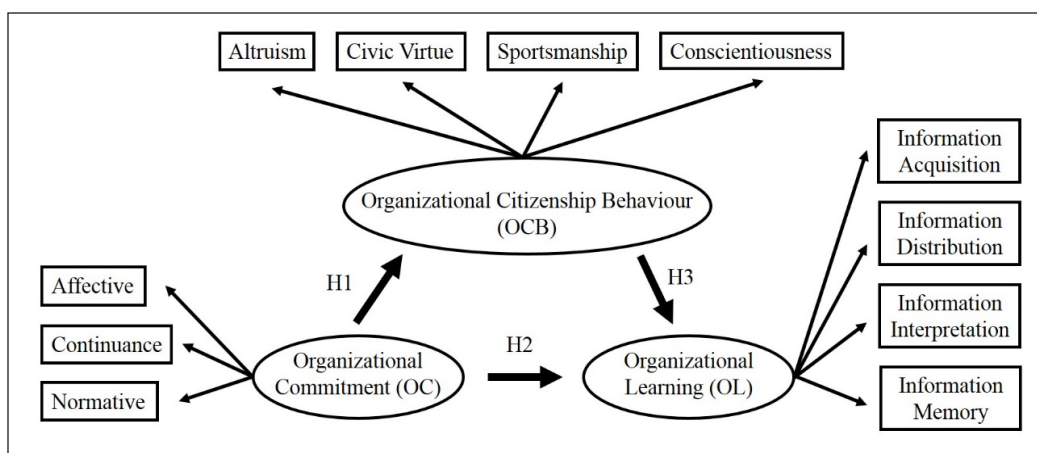 Altruism
Civic Virtue
Sportsmanship
Conscientiousness
Information
Acquisition
Organizational Citizenship Behaviour
(OCB)
Information
Distribution
Affective
H1
H3
Continuance
Information
Interpretation
H2
Organizational
Commitment (OC)
Organizational
Learning (OL)
Normative
Information
Memory